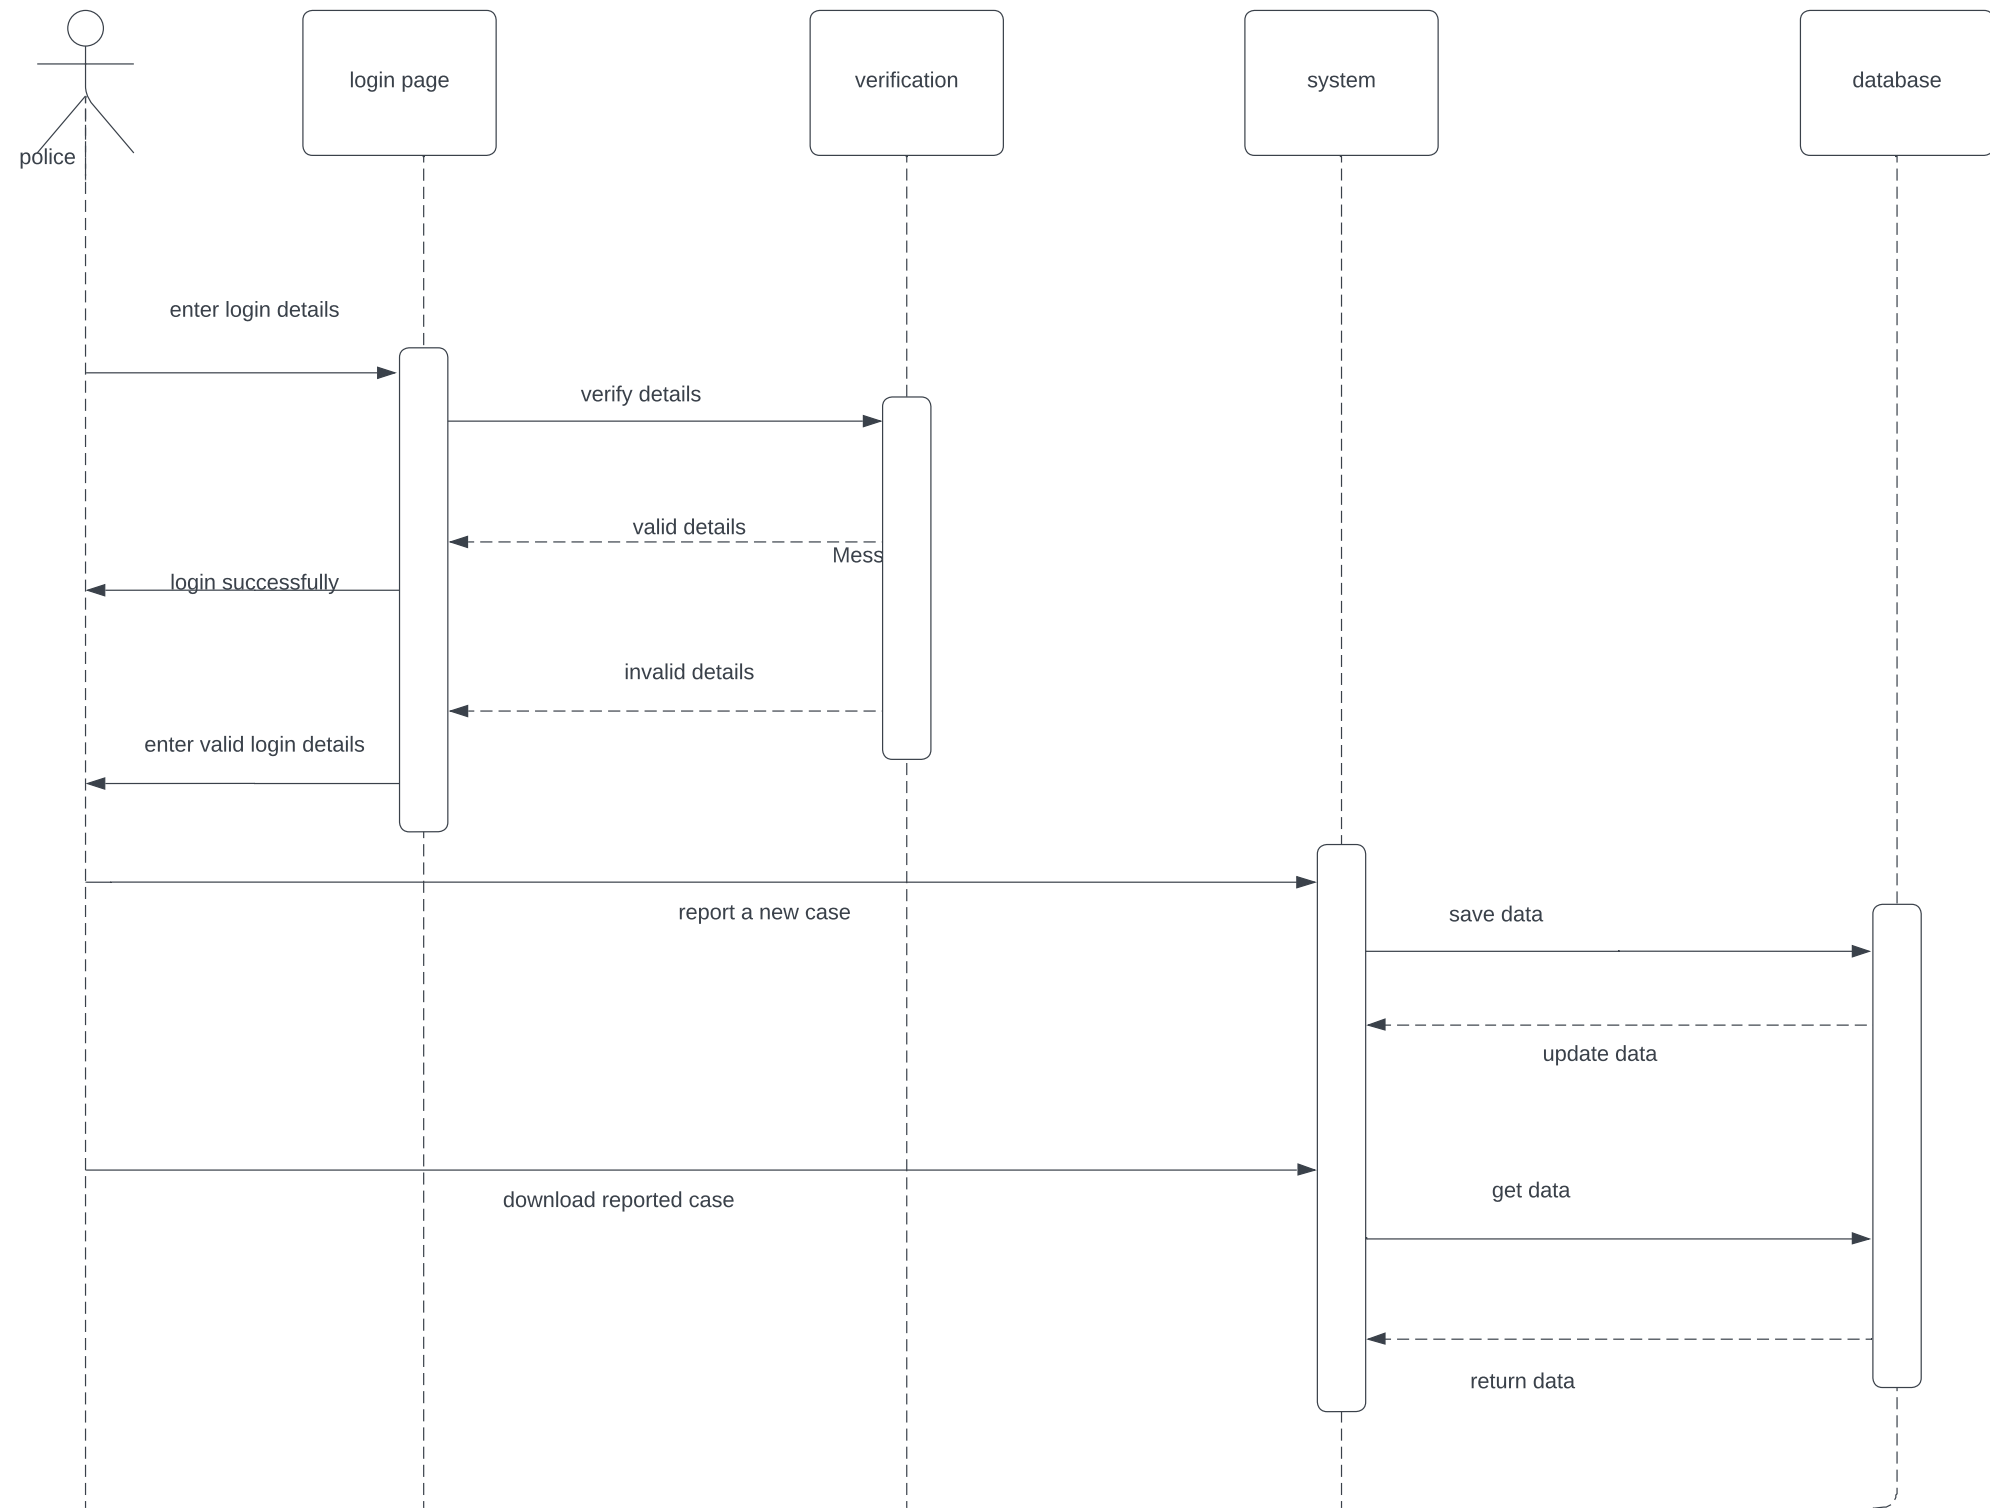 login page
verification
system
database
police
enter login details
verify details
valid details
Mess
login successfully
invalid details
enter valid login details
report a new case
save data
update data
download reported case
get data
return data